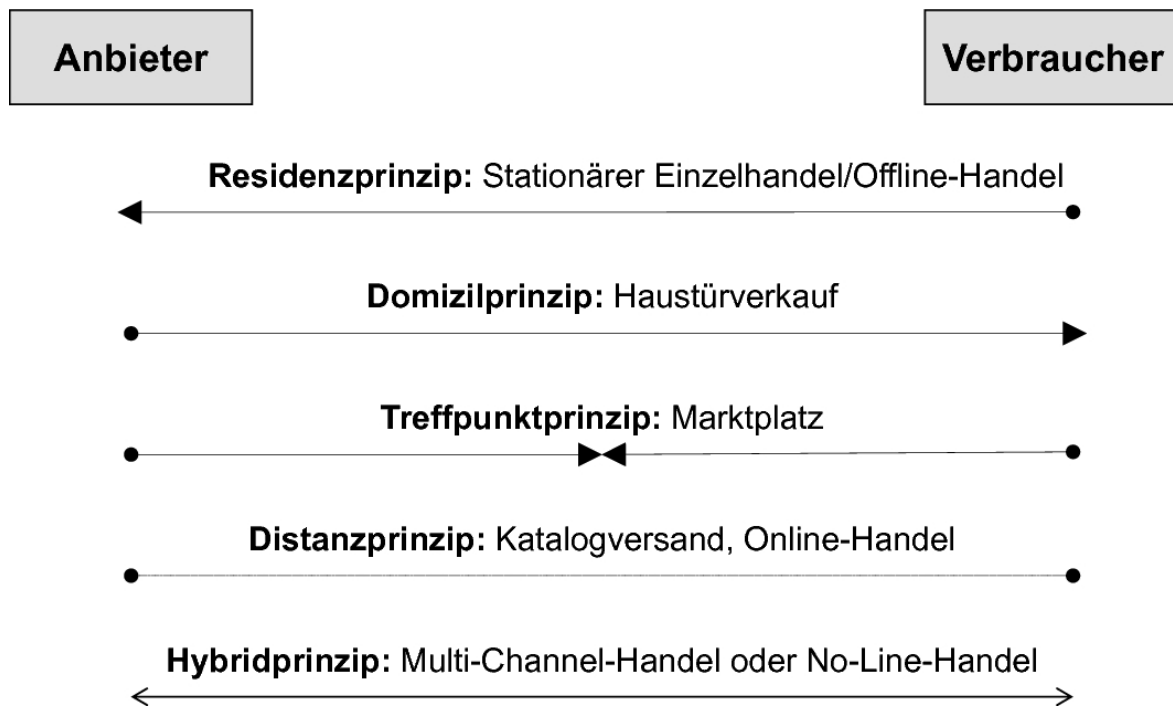 Anbieter
Verbraucher
Residenzprinzip: Stationärer Einzelhandel/Offline-Handel
Domizilprinzip: Haustürverkauf
Treffpunktprinzip: Marktplatz
Distanzprinzip: Katalogversand, Online-Handel
Hybridprinzip: Multi-Channel-Handel oder No-Line-Handel